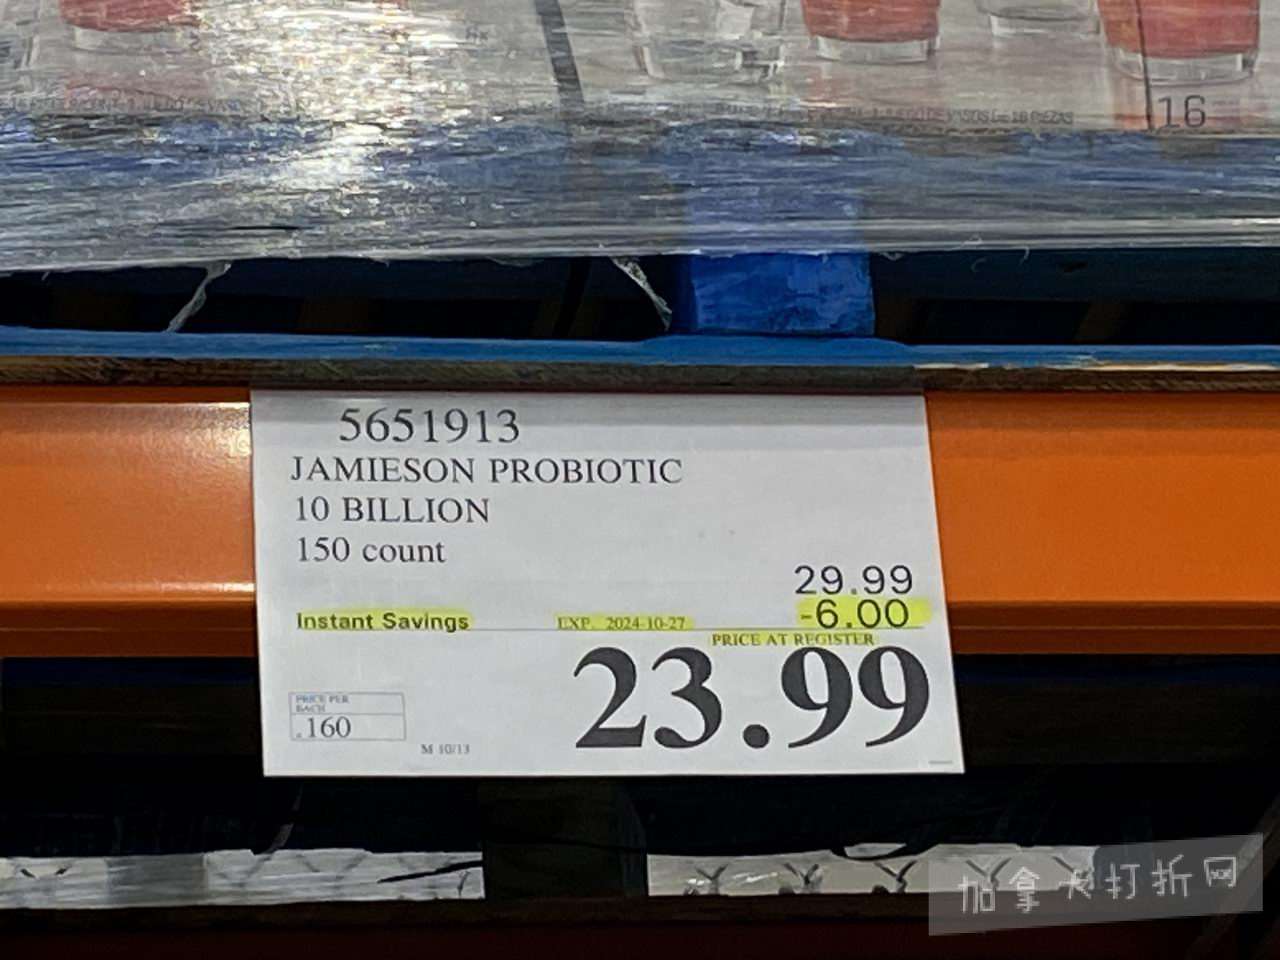 16
5651913
JAMIESON PROBIOTIC
10 BILLION
150 count
29.99
Instant Savings EXP. 2024-10-27 -6.00
PRICE AT REGISTER
23.99
PRICE PER
EACH
.160
M 10/13
加拿大打折网